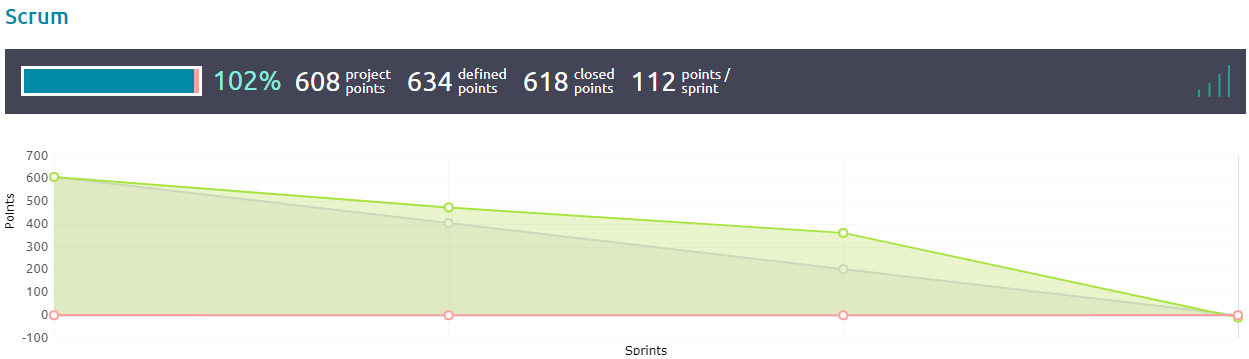 Scrum
102% 608 project points 634 defined points 618 closed points 112 points / sprint
700
600
500
400
300
200
100
0
-100
Points
Sprints